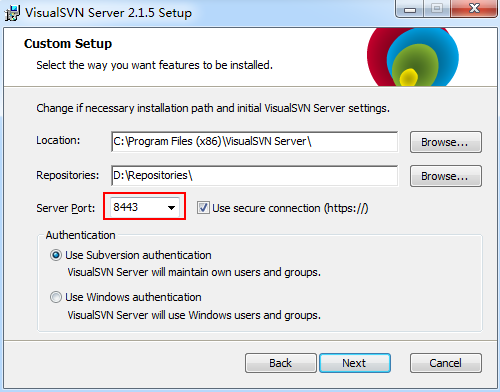 VisualSVN Server 2.1.5 Setup
Custom Setup
Select the way you want features to be installed.
Change if necessary installation path and initial VisualSVN Server settings.
Location: C:\Program Files (x86)\VisualSVN Server\ Browse...
Repositories: D:\Repositories\ Browse...
Server Port: 8443 Use secure connection (https://)
Authentication
Use Subversion authentication
VisualSVN Server will maintain own users and groups.
Use Windows authentication
VisualSVN Server will use Windows users and groups.
Back Next Cancel